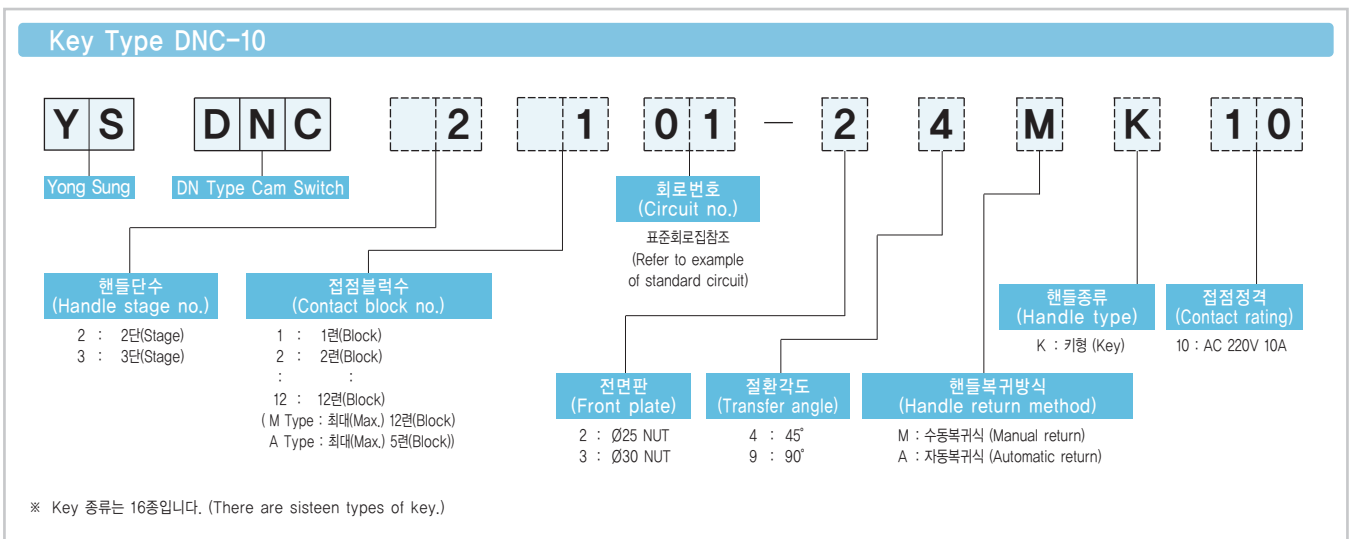 Key Type DNC-10
Y S D N C 2 1 0 1 - 2 4 M K 1 0
Yong Sung
DN Type Cam Switch
회로번호
(Circuit no.)
표준회로집참조
(Refer to example
of standard circuit)
핸들단수
(Handle stage no.)
2 : 2단(Stage)
3 : 3단(Stage)
접점블럭수
(Contact block no.)
1 : 1련(Block)
2 : 2련(Block)
: :
12 : 12련(Block)
( M Type : 최대(Max.) 12련(Block)
A Type : 최대(Max.) 5련(Block))
전면판
(Front plate)
2 : Ø25 NUT
3 : Ø30 NUT
절환각도
(Transfer angle)
4 : 45°
9 : 90°
핸들복귀방식
(Handle return method)
M : 수동복귀식 (Manual return)
A : 자동복귀식 (Automatic return)
핸들종류
(Handle type)
K : 키형 (Key)
접점정격
(Contact rating)
10 : AC 220V 10A
※ Key 종류는 16종입니다. (There are sisteen types of key.)